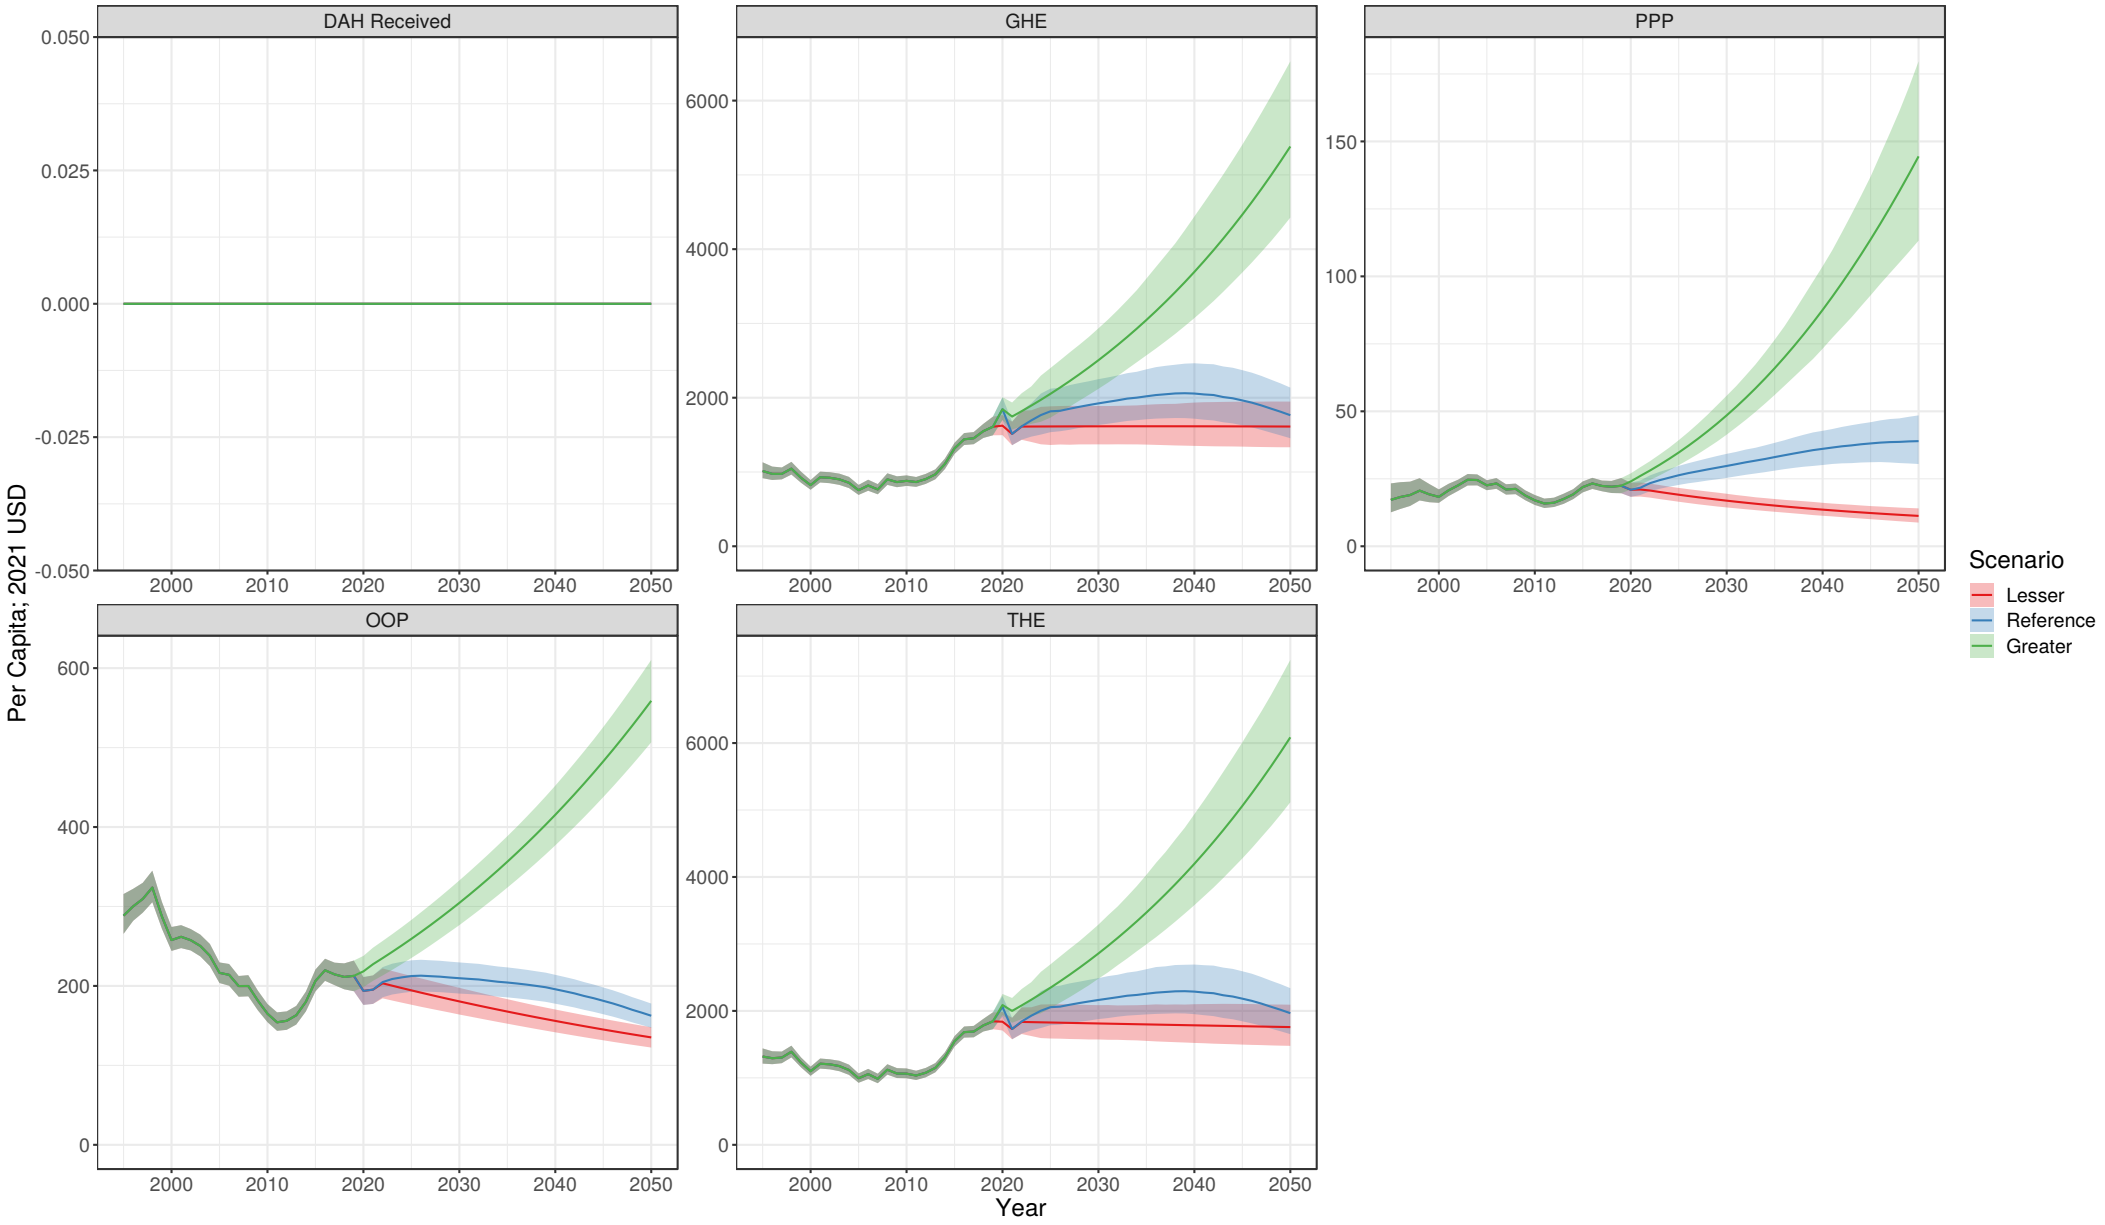 DAH Received
GHE
PPP
0.050
0.025
0.000
-0.025
-0.050
6000
4000
2000
0
150
100
50
0
2000 2010 2020 2030 2040 2050
2000 2010 2020 2030 2040 2050
2000 2010 2020 2030 2040 2050
OOP
THE
600
400
200
0
6000
4000
2000
0
2000 2010 2020 2030 2040 2050
2000 2010 2020 2030 2040 2050
Per Capita; 2021 USD
Year
Scenario
Lesser
Reference
Greater